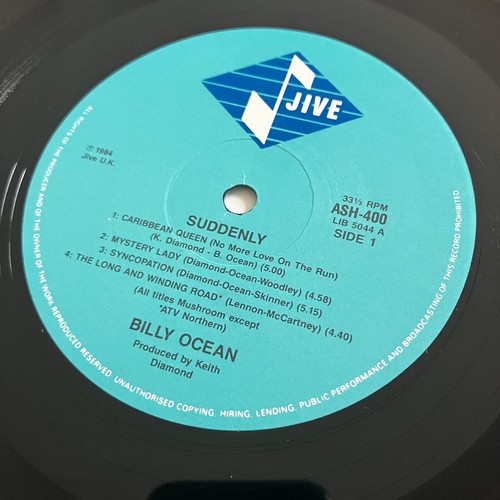 JIVE
℗ 1984
Jive U.K.
33⅓ RPM
ASH-400
LIB 5044 A
SIDE 1
SUDDENLY
1: CARIBBEAN QUEEN (No More Love On The Run)
(K. Diamond - B. Ocean) (5.00)
2: MYSTERY LADY (Diamond-Ocean-Woodley) (4.58)
3: SYNCOPATION (Diamond-Ocean-Skinner) (5.15)
4: THE LONG AND WINDING ROAD* (Lennon-McCartney) (4.40)
(All titles Mushroom except
*ATV Northern)
BILLY OCEAN
Produced by Keith
Diamond
ALL RIGHTS OF THE PRODUCER AND OF THE OWNER OF THE WORK REPRODUCED RESERVED. UNAUTHORISED COPYING, HIRING, LENDING, PUBLIC PERFORMANCE AND BROADCASTING OF THIS RECORD PROHIBITED